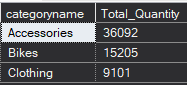 categoryname Total_Quantity
Accessories 36092
Bikes 15205
Clothing 9101